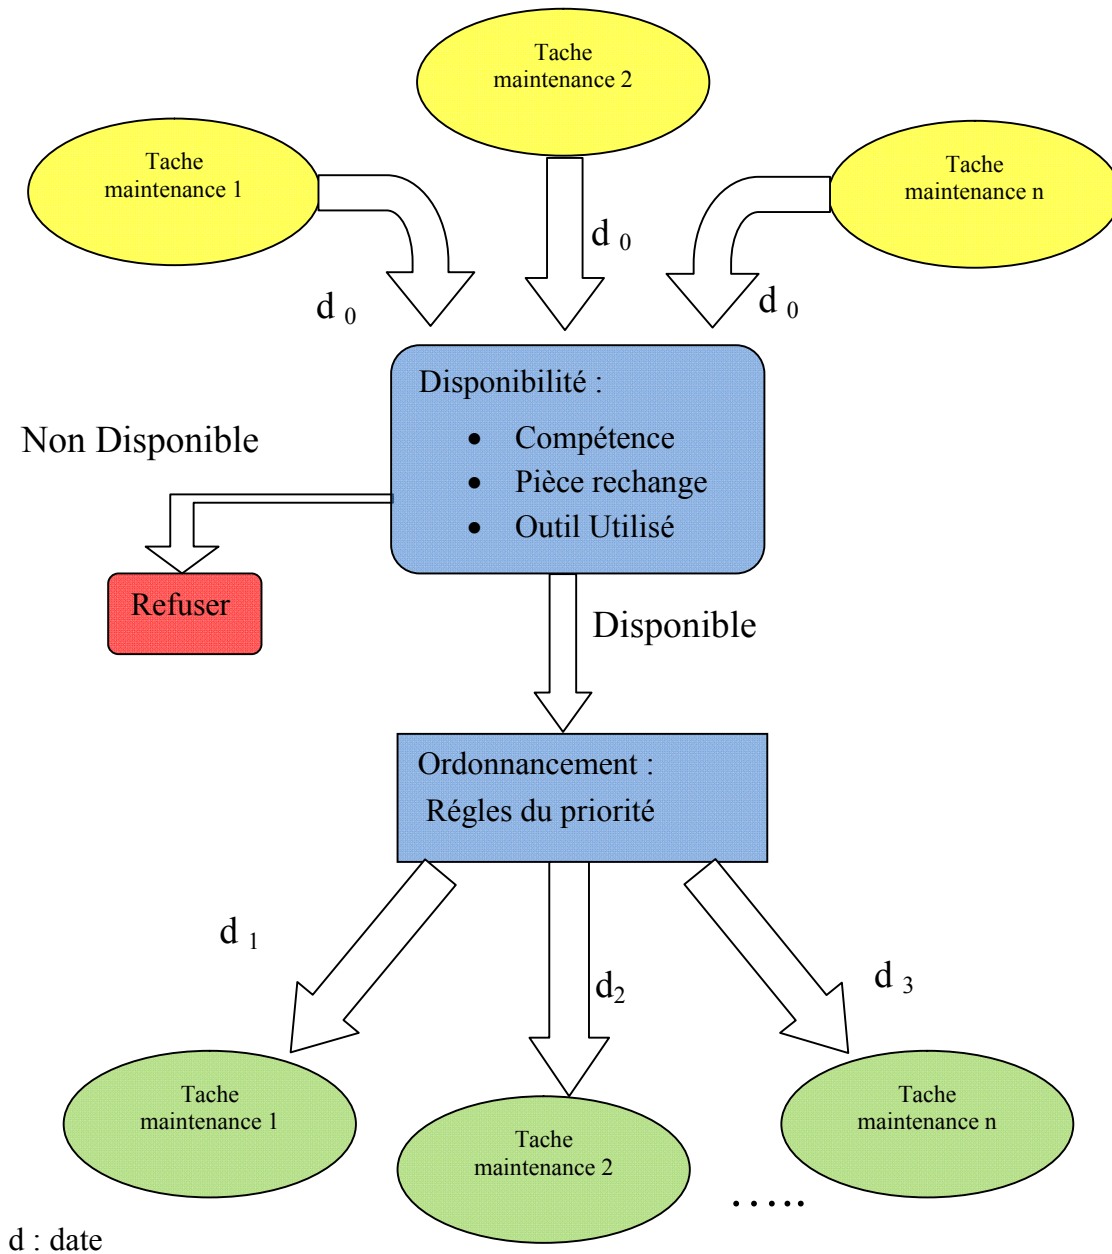 Tache
maintenance 2
Tache
maintenance 1
Tache
maintenance n
d 0
d 0
d 0
Disponibilité :
• Compétence
• Pièce rechange
• Outil Utilisé
Non Disponible
Refuser
Disponible
Ordonnancement :
Régles du priorité
d 1
d2
d 3
Tache
maintenance 1
Tache
maintenance 2
Tache
maintenance n
.....
d : date